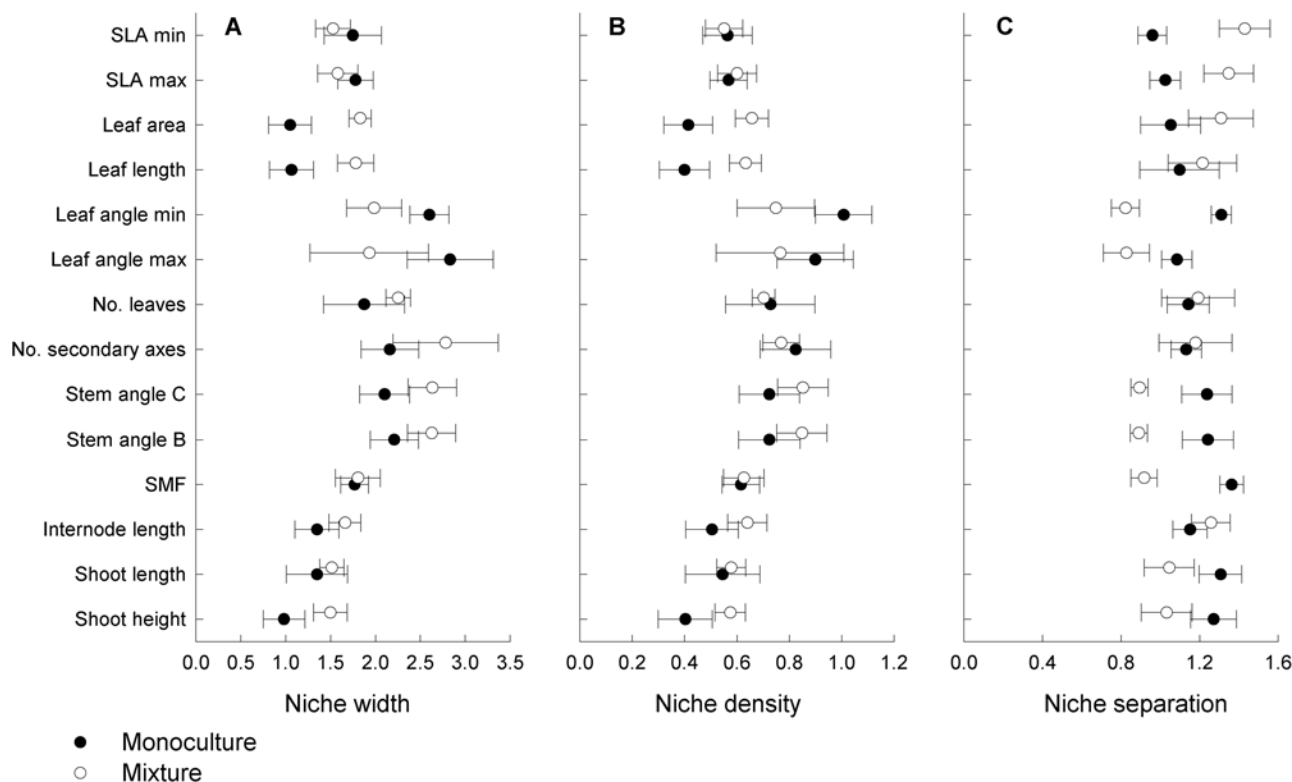 A B C
SLA min
SLA max
Leaf area
Leaf length
Leaf angle min
Leaf angle max
No. leaves
No. secondary axes
Stem angle C
Stem angle B
SMF
Internode length
Shoot length
Shoot height
0.0 0.5 1.0 1.5 2.0 2.5 3.0 3.5 0.0 0.2 0.4 0.6 0.8 1.0 1.2 0.0 0.4 0.8 1.2 1.6
Niche width Niche density Niche separation
Monoculture
Mixture